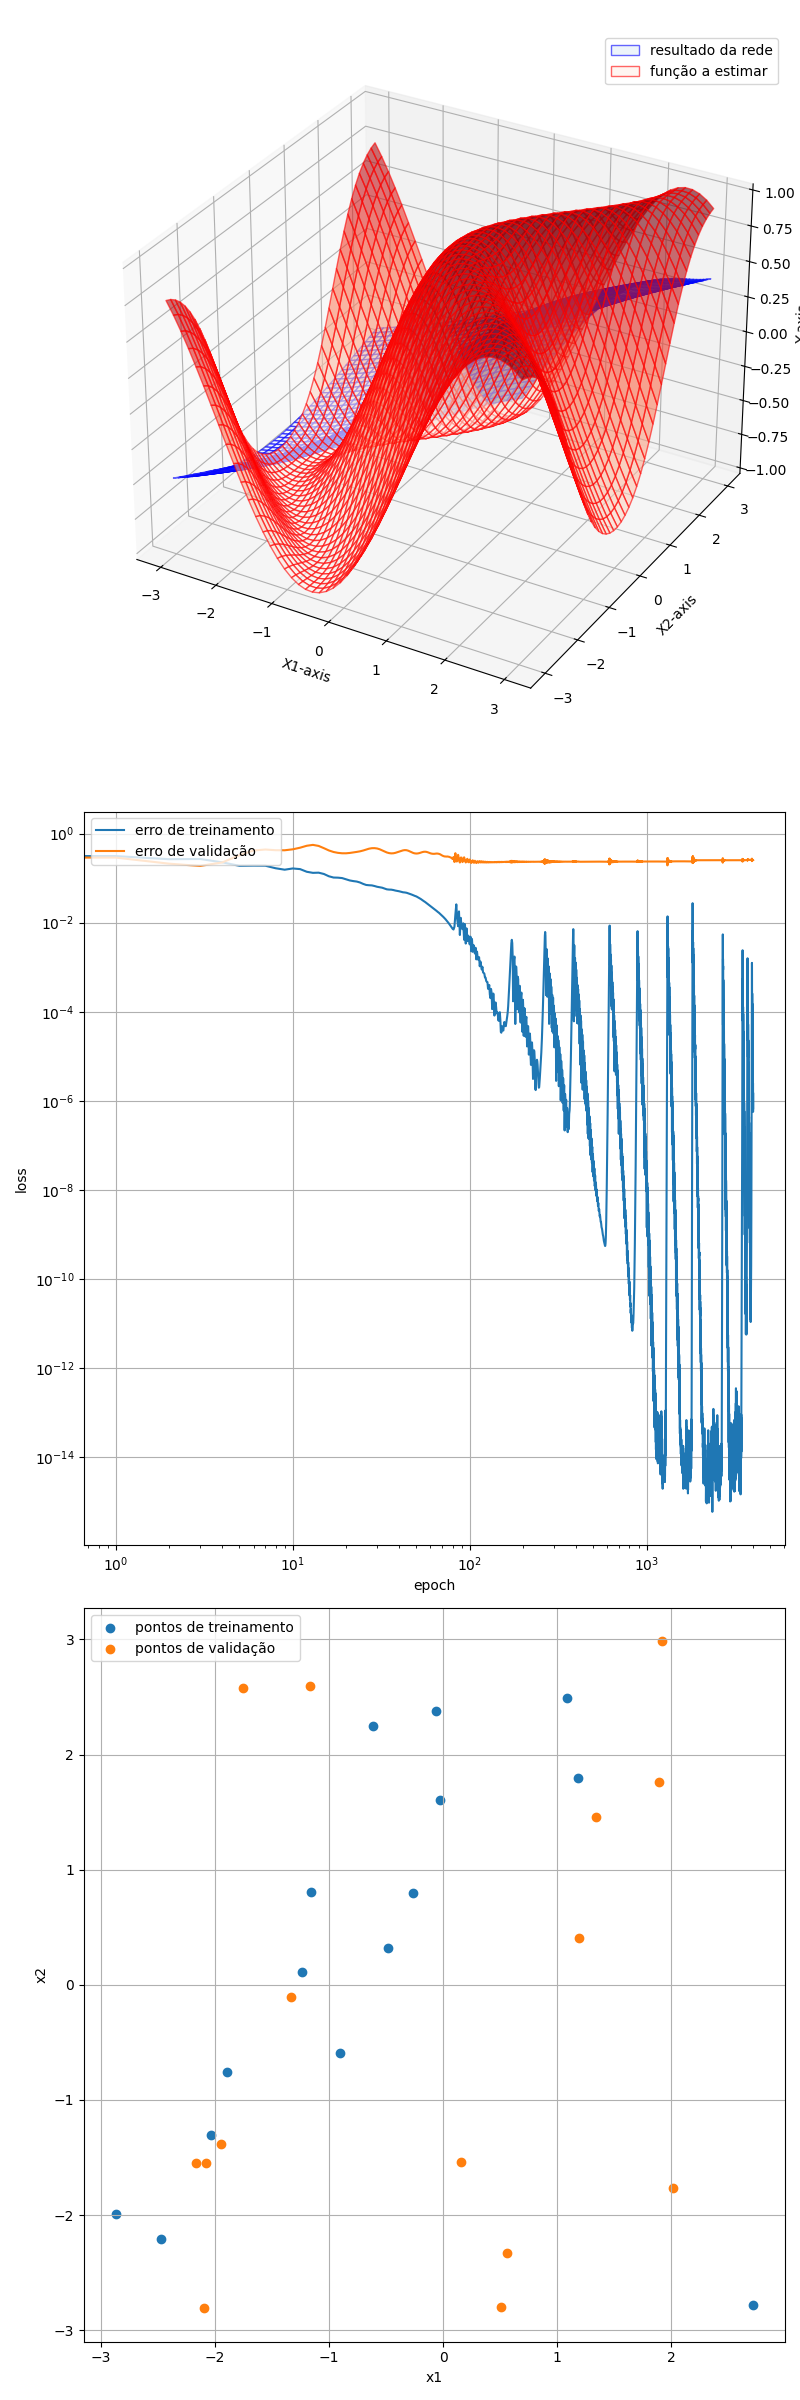 resultado da rede
função a estimar
1.00
0.75
0.50
0.25
0.00
−0.25
−0.50
−0.75
−1.00
3
2
1
0
−1
−2
−3
X2-axis
−3
−2
−1
0
1
2
3
X1-axis
erro de treinamento
erro de validação
10^0
10^−2
10^−4
10^−6
10^−8
10^−10
10^−12
10^−14
loss
10^0 10^1 10^2 10^3
epoch
pontos de treinamento
pontos de validação
3
2
1
0
−1
−2
−3
x2
−3 −2 −1 0 1 2
x1